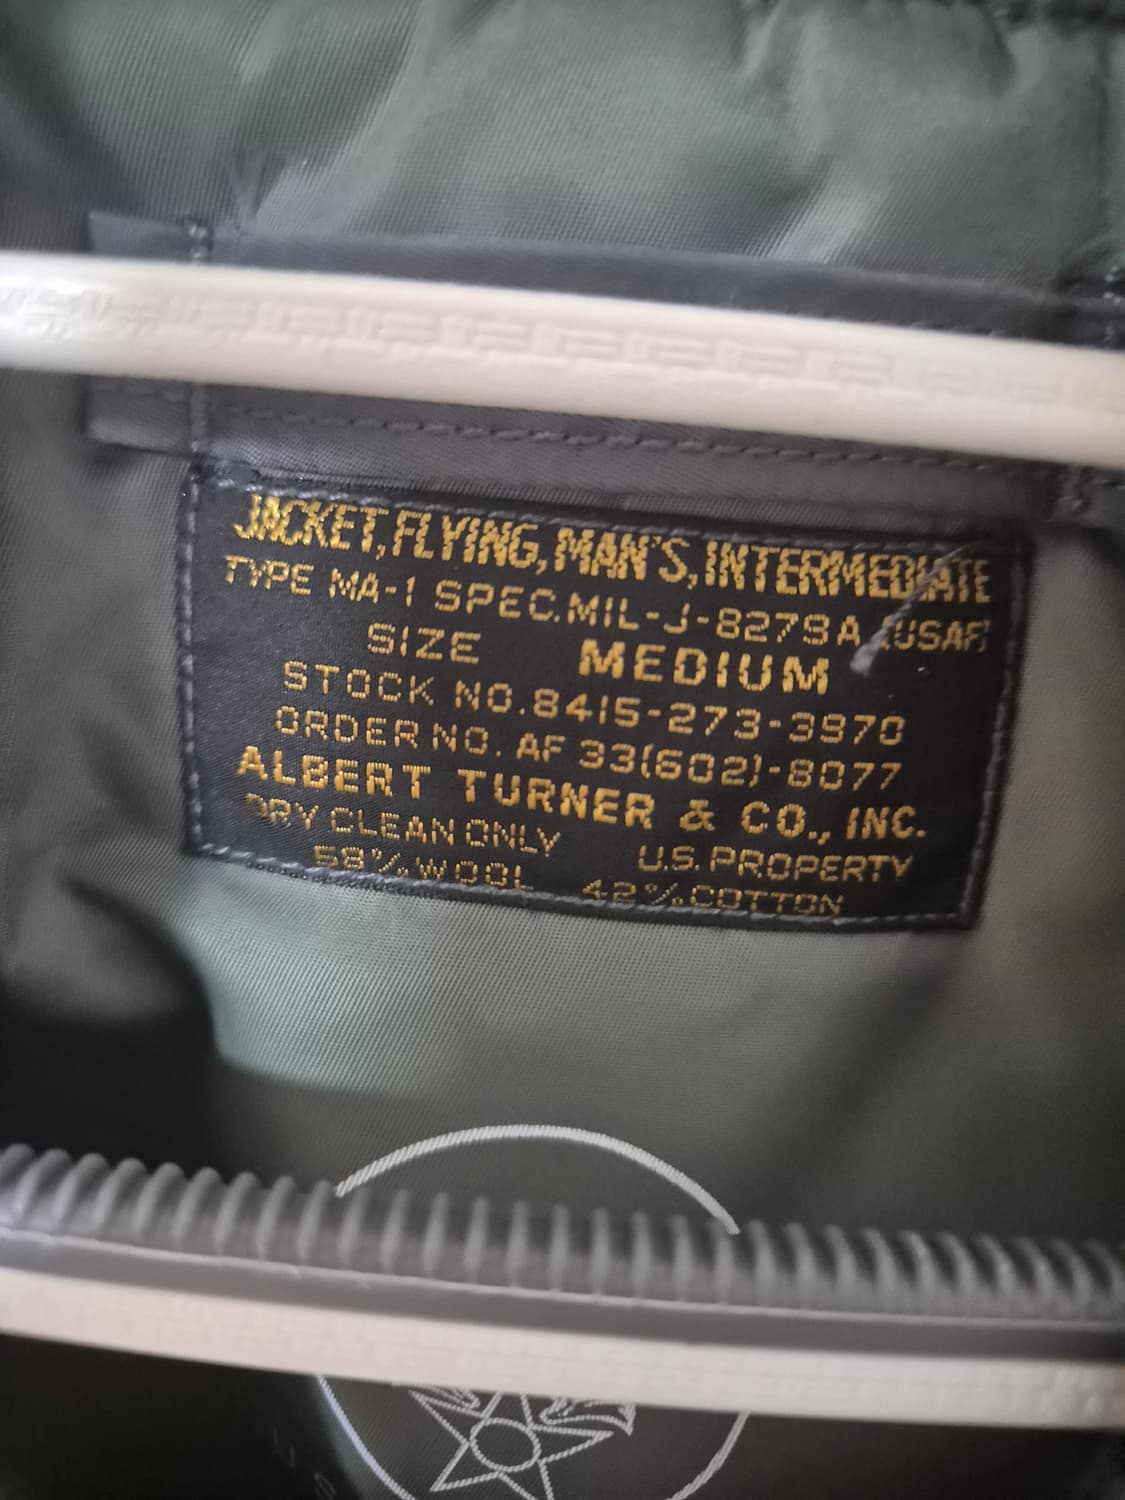 JACKET, FLYING, MAN'S, INTERMEDIATE
TYPE MA-1 SPEC. MIL-J-8279A (USAF)
SIZE MEDIUM
STOCK NO. 8415-273-3970
ORDER NO. AF 33(602)-8077
ALBERT TURNER & CO., INC.
DRY CLEAN ONLY U.S. PROPERTY
58% WOOL 42% COTTON